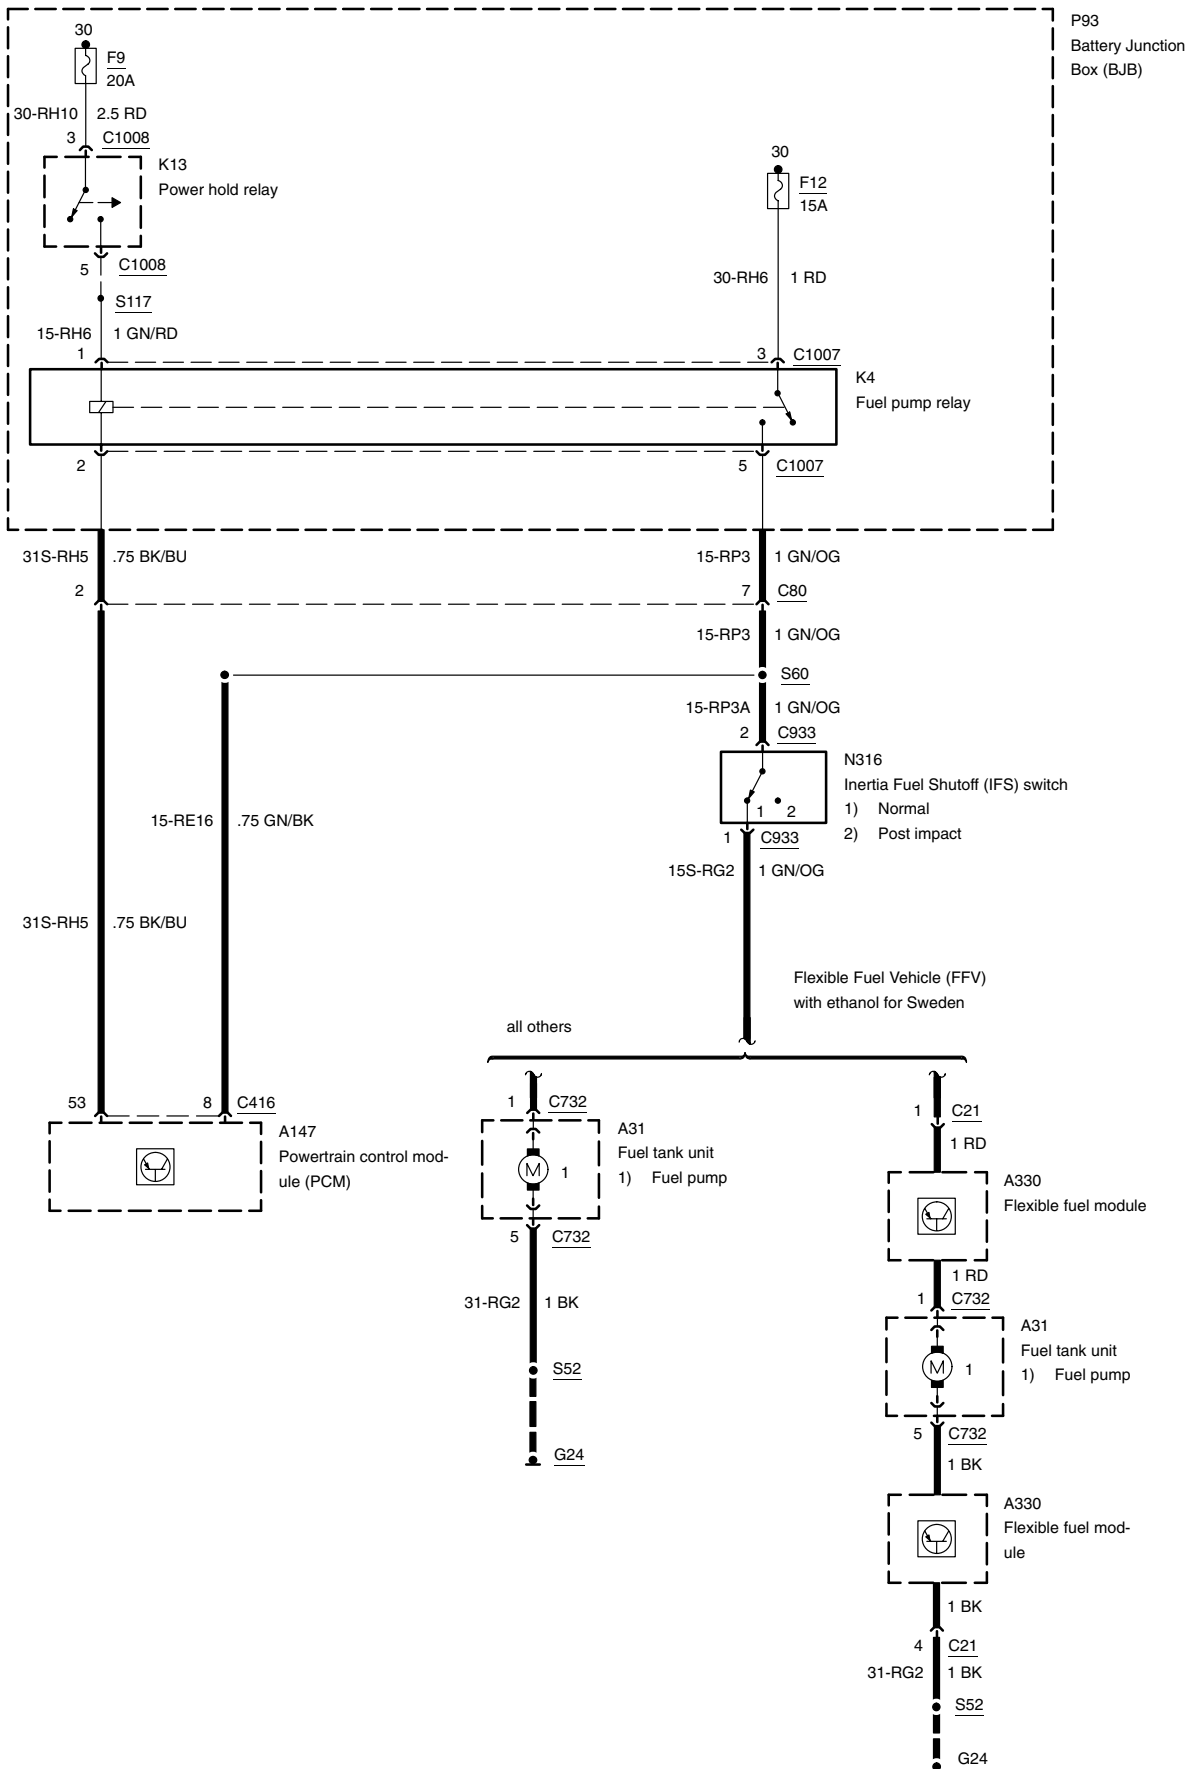 P93
Battery Junction
Box (BJB)
30
F9
20A
30-RH10 2.5 RD
3 C1008
K13
Power hold relay
30
F12
15A
5 C1008
30-RH6 1 RD
S117
15-RH6 1 GN/RD
1
3 C1007
K4
Fuel pump relay
2
5 C1007
31S-RH5 .75 BK/BU
15-RP3 1 GN/OG
2
7 C80
15-RP3 1 GN/OG
S60
15-RP3A 1 GN/OG
2 C933
N316
Inertia Fuel Shutoff (IFS) switch
1) Normal
2) Post impact
1 2
1 C933
15-RE16 .75 GN/BK
15S-RG2 1 GN/OG
31S-RH5 .75 BK/BU
Flexible Fuel Vehicle (FFV)
with ethanol for Sweden
all others
53
8 C416
A147
Powertrain control mod-
ule (PCM)
1 C732
A31
Fuel tank unit
1) Fuel pump
M 1
5 C732
31-RG2 1 BK
S52
G24
1 C21
1 RD
A330
Flexible fuel module
1 RD
1 C732
A31
Fuel tank unit
1) Fuel pump
M 1
5 C732
1 BK
A330
Flexible fuel mod-
ule
1 BK
4 C21
31-RG2 1 BK
S52
G24